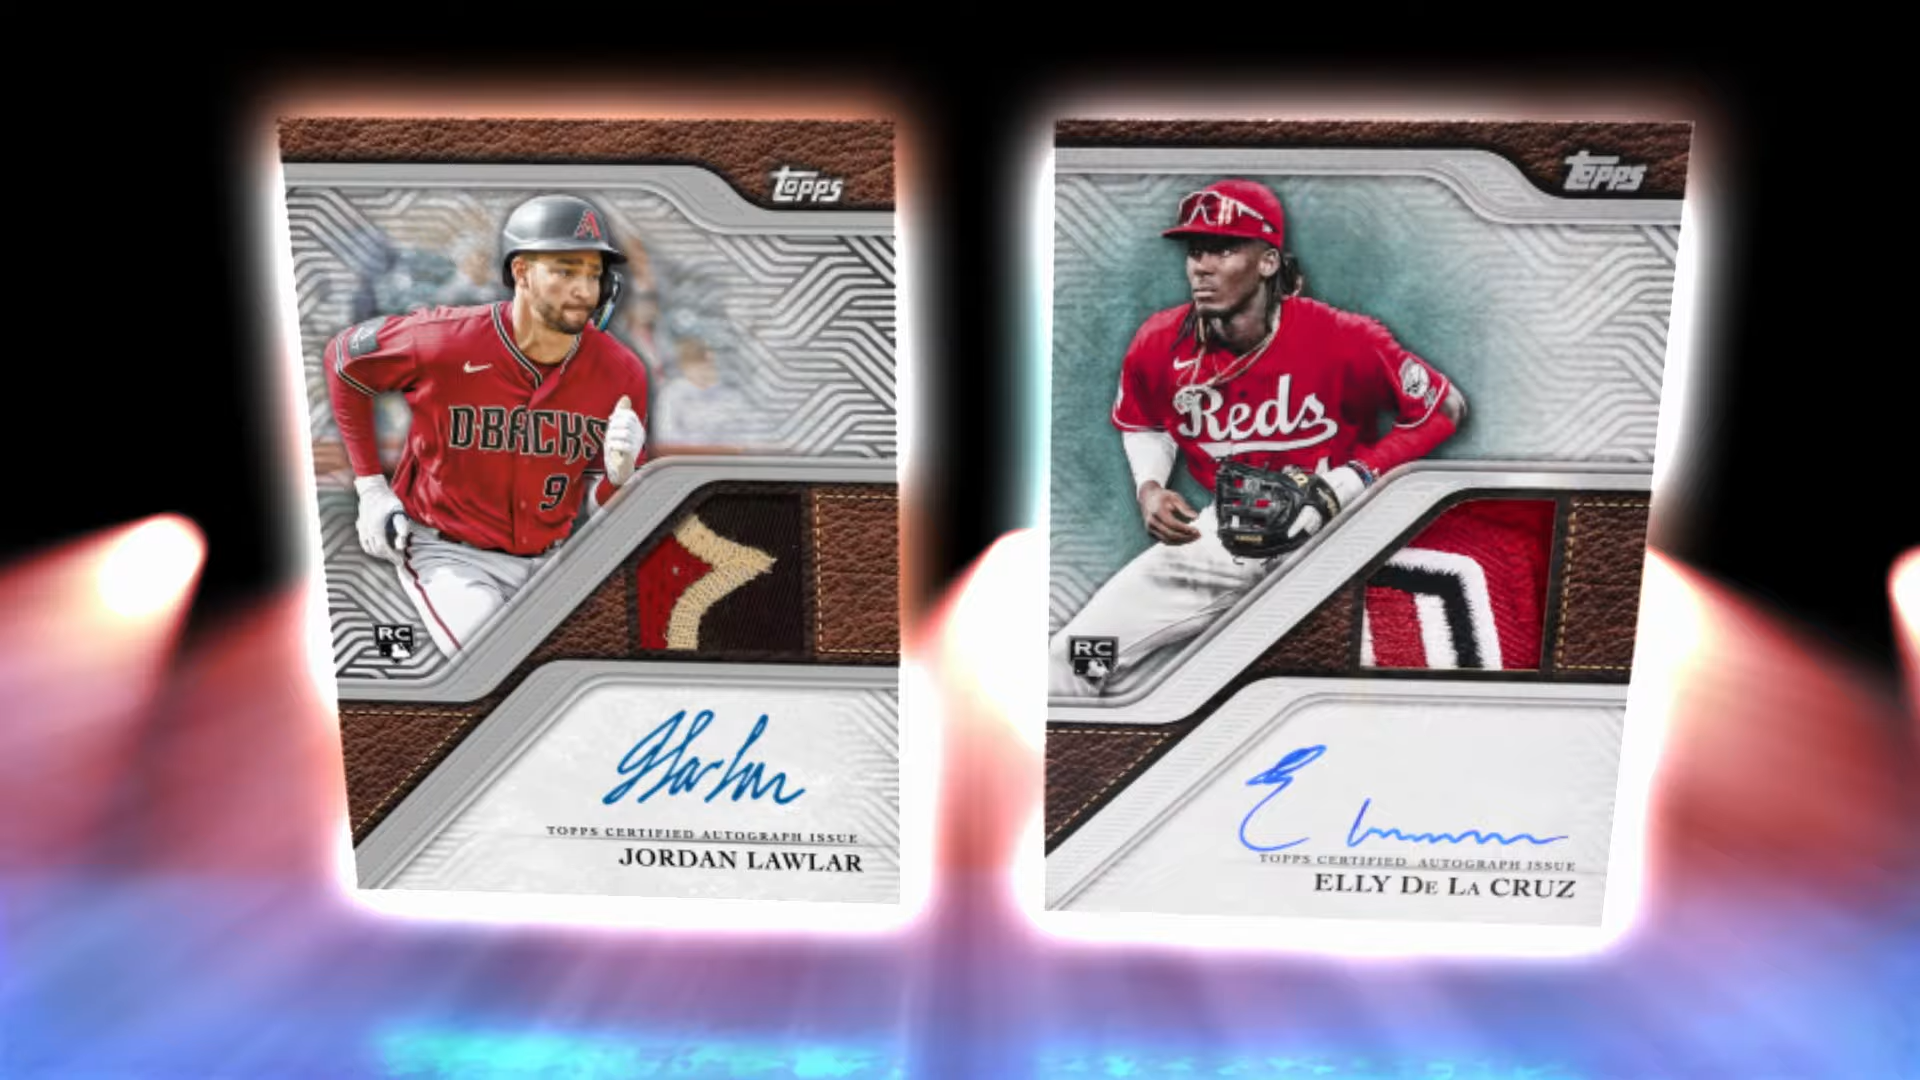 TOPPS
A
D-BACKS
9
RC
TOPPS CERTIFIED AUTOGRAPH ISSUE
JORDAN LAWLAR
TOPPS
Reds
RC
TOPPS CERTIFIED AUTOGRAPH ISSUE
ELLY DE LA CRUZ